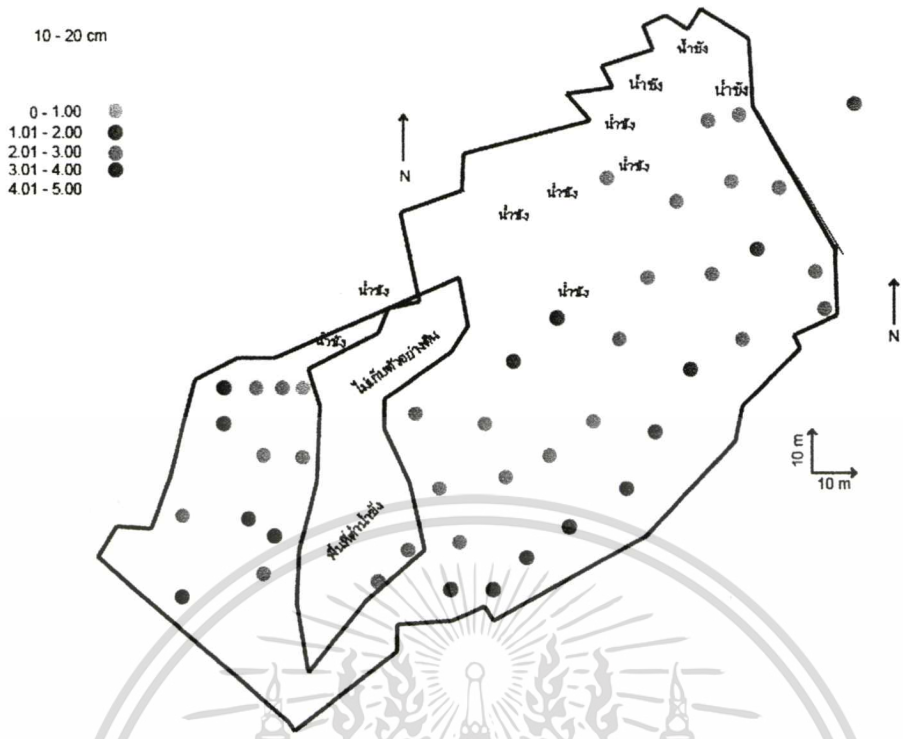 10 - 20 cm
0 - 1.00
1.01 - 2.00
2.01 - 3.00
3.01 - 4.00
4.01 - 5.00
น้ำขัง
น้ำขัง
น้ำขัง
น้ำขัง
น้ำขัง
น้ำขัง
น้ำขัง
N
น้ำขัง
น้ำขัง
น้ำขัง
N
ไม่เก็บตัวอย่างดิน
10 m
10 m
พื้นที่ต่ำน้ำขัง